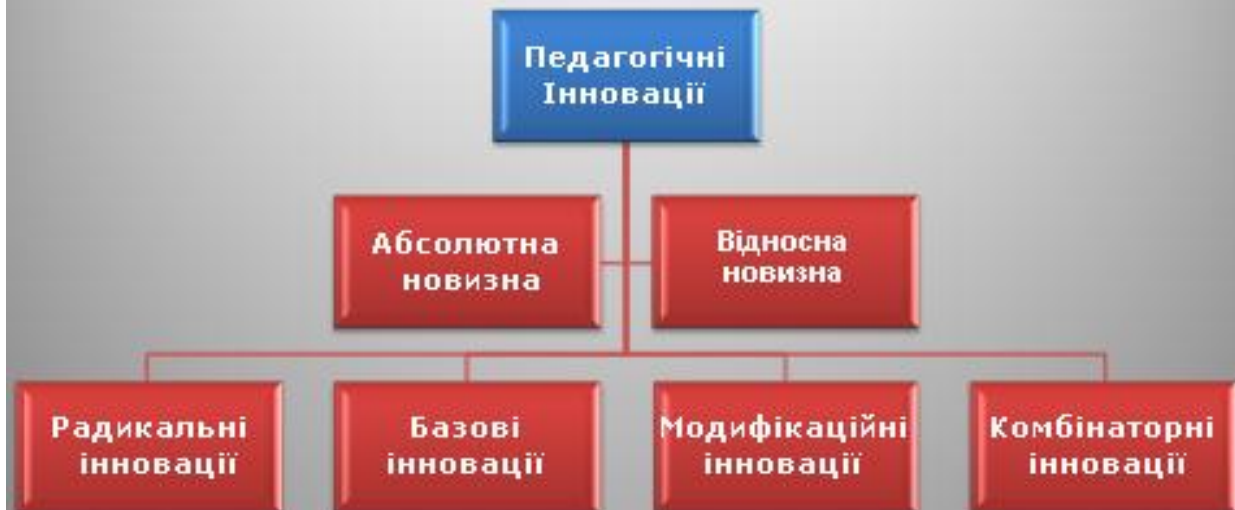 Педагогічні
Інновації
Абсолютна
новизна
Відносна
новизна
Радикальні
інновації
Базові
інновації
Модифікаційні
інновації
Комбінаторні
інновації